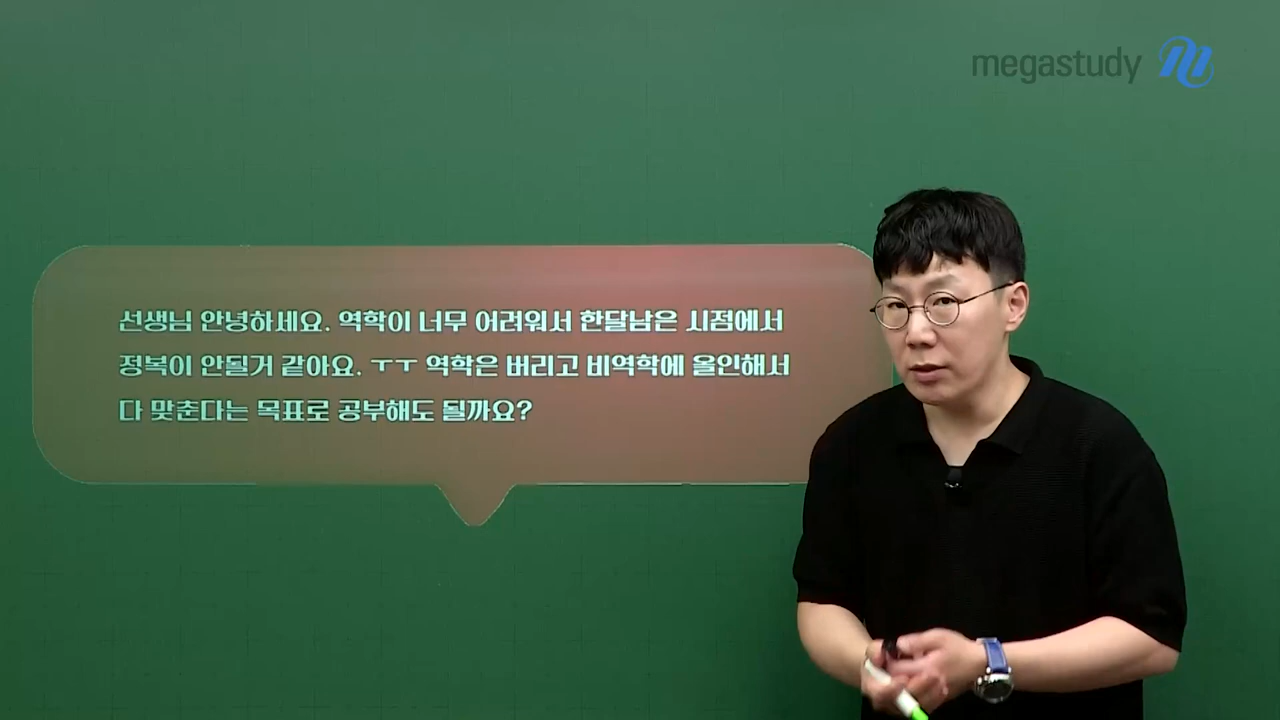 megastudy
선생님 안녕하세요. 역학이 너무 어려워서 한달남은 시점에서
정복이 안될거 같아요. ㅜㅜ 역학은 버리고 비역학에 올인해서
다 맞춘다는 목표로 공부해도 될까요?